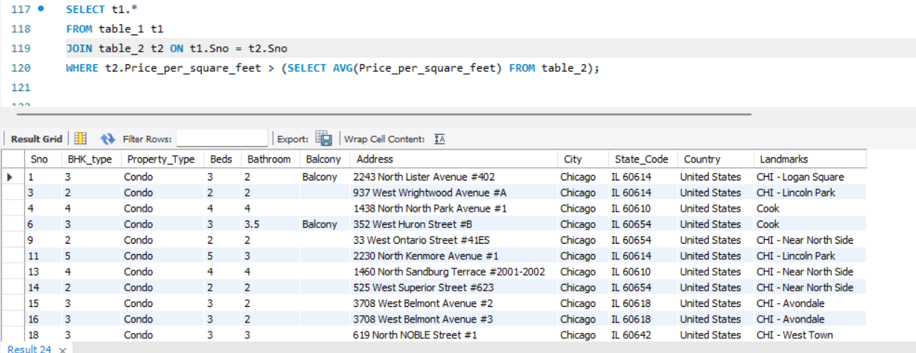 117 SELECT t1.*
118 FROM table_1 t1
119 JOIN table_2 t2 ON t1.Sno = t2.Sno
120 WHERE t2.Price_per_square_feet > (SELECT AVG(Price_per_square_feet) FROM table_2);
121
Result Grid Filter Rows: Export: Wrap Cell Content: IA
Sno BHK_type Property_Type Beds Bathroom Balcony Address City State_Code Country Landmarks
1 3 Condo 3 2 Balcony 2243 North Lister Avenue #402 Chicago IL 60614 United States CHI - Logan Square
3 2 Condo 2 2 937 West Wrightwood Avenue #A Chicago IL 60614 United States CHI - Lincoln Park
4 4 Condo 4 4 1438 North North Park Avenue #1 Chicago IL 60610 United States Cook
6 3 Condo 3 3.5 Balcony 352 West Huron Street #B Chicago IL 60654 United States Cook
9 2 Condo 2 2 33 West Ontario Street #41ES Chicago IL 60654 United States CHI - Near North Side
11 5 Condo 5 3 2230 North Kenmore Avenue #1 Chicago IL 60614 United States CHI - Lincoln Park
13 4 Condo 4 4 1460 North Sandburg Terrace #2001-2002 Chicago IL 60610 United States CHI - Near North Side
14 2 Condo 2 2 525 West Superior Street #623 Chicago IL 60654 United States CHI - Near North Side
15 3 Condo 3 2 3708 West Belmont Avenue #2 Chicago IL 60618 United States CHI - Avondale
16 3 Condo 3 2 3708 West Belmont Avenue #3 Chicago IL 60618 United States CHI - Avondale
18 3 Condo 3 3 619 North NOBLE Street #1 Chicago IL 60642 United States CHI - West Town
Result 24